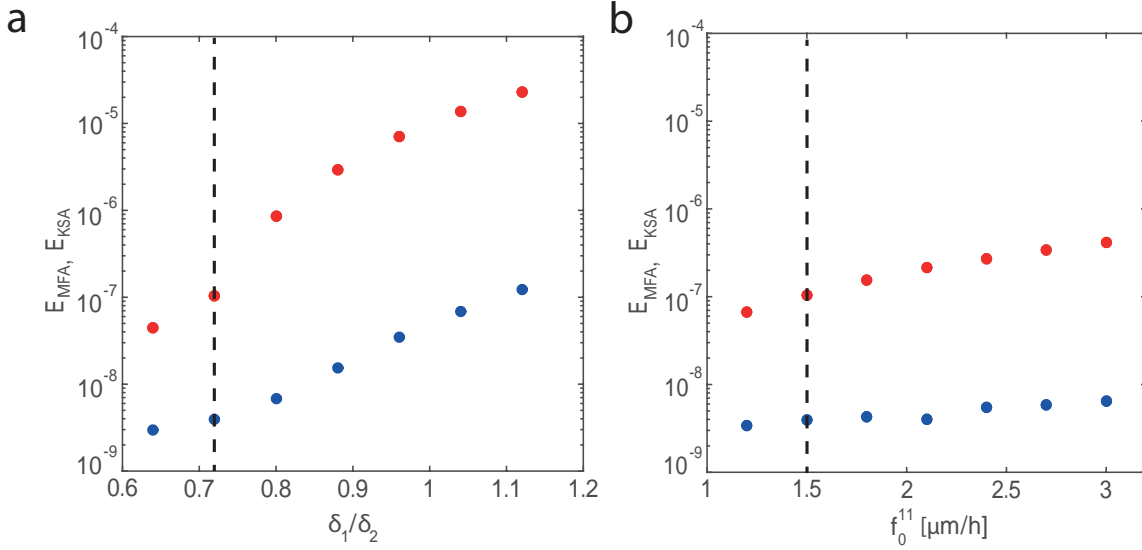 a
10^-4
10^-5
10^-6
10^-7
10^-8
10^-9
E_MFA, E_KSA
0.6 0.7 0.8 0.9 1 1.1 1.2
δ_1/δ_2
b
10^-4
10^-5
10^-6
10^-7
10^-8
10^-9
E_MFA, E_KSA
1 1.5 2 2.5 3
f_0^11 [μm/h]